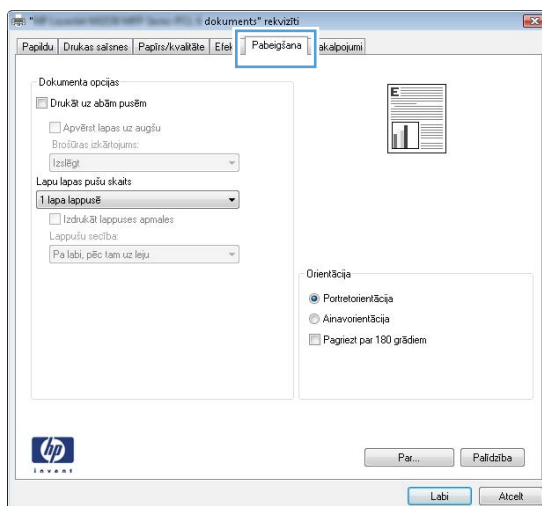 dokuments" rekvizīti
Papildu
Drukas saīsnes
Papīrs/kvalitāte
Efek
Pabeigšana
akalpojumi
Dokumenta opcijas
Drukāt uz abām pusēm
Apvērst lapas uz augšu
Brošūras izkārtojums:
Izslēgt
Lapu lapas pušu skaits
1 lapa lappusē
Izdrukāt lappuses apmales
Lappušu secība:
Pa labi, pēc tam uz leju
E
Orientācija
Portretorientācija
Ainavorientācija
Pagriezt par 180 grādiem
hp
invent
Par...
Palīdzība
Labi
Atcelt